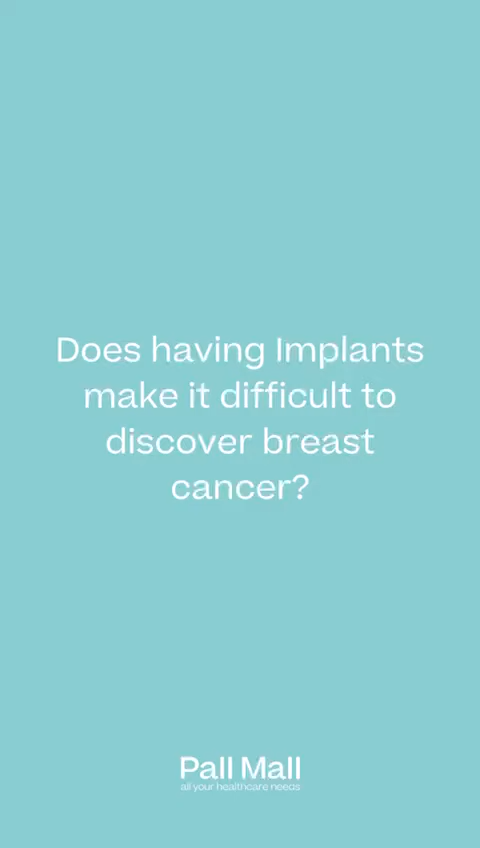 Does having Implants
make it difficult to
discover breast
cancer?
Pall Mall
all your healthcare needs